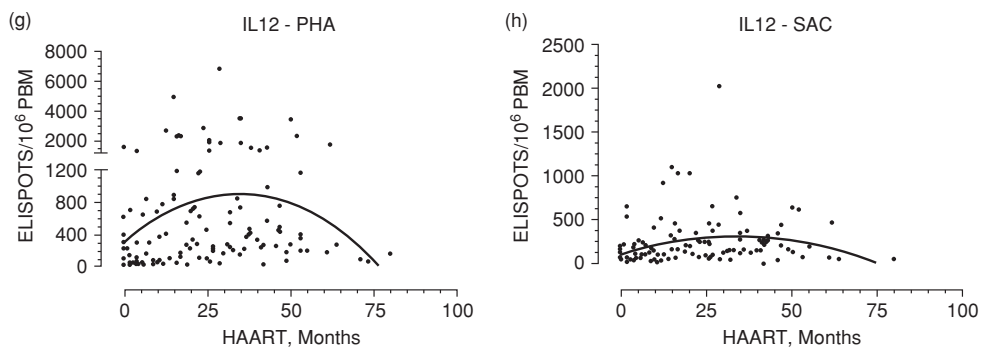 (g)
IL12 - PHA
ELISPOTS/10⁶ PBM
8000
6000
4000
2000
1200
800
400
0
0 25 50 75 100
HAART, Months
(h)
IL12 - SAC
ELISPOTS/10⁶ PBM
2500
2000
1500
1000
500
0
0 25 50 75 100
HAART, Months